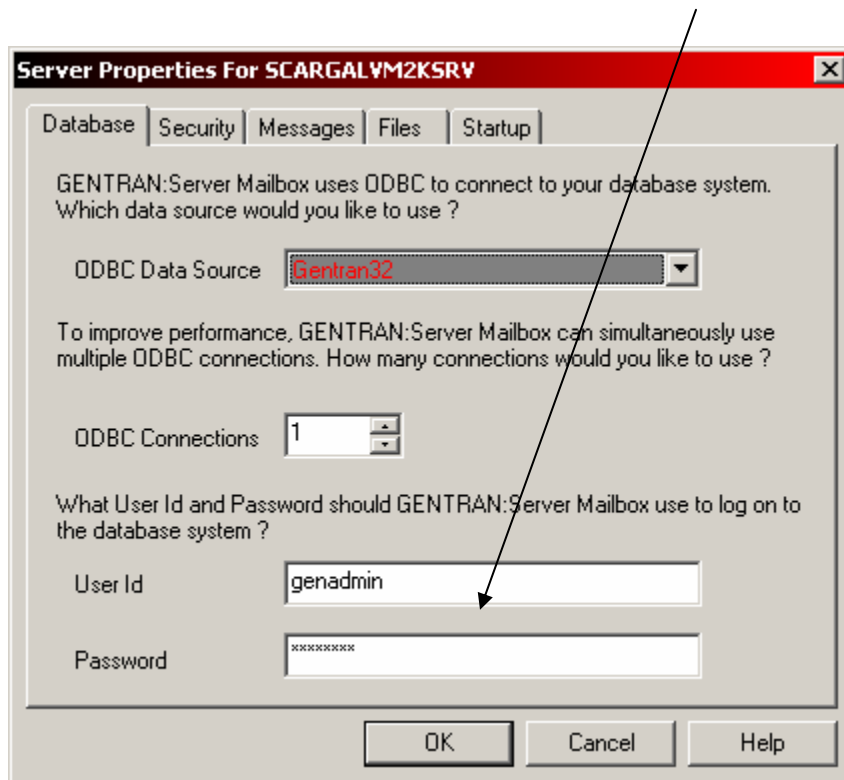 Server Properties For SCARGALVM2KSRV
Database Security Messages Files Startup
GENTRAN:Server Mailbox uses ODBC to connect to your database system.
Which data source would you like to use ?
ODBC Data Source Gentran32
To improve performance, GENTRAN:Server Mailbox can simultaneously use
multiple ODBC connections. How many connections would you like to use ?
ODBC Connections 1
What User Id and Password should GENTRAN:Server Mailbox use to log on to
the database system ?
User Id genadmin
Password ********
OK Cancel Help